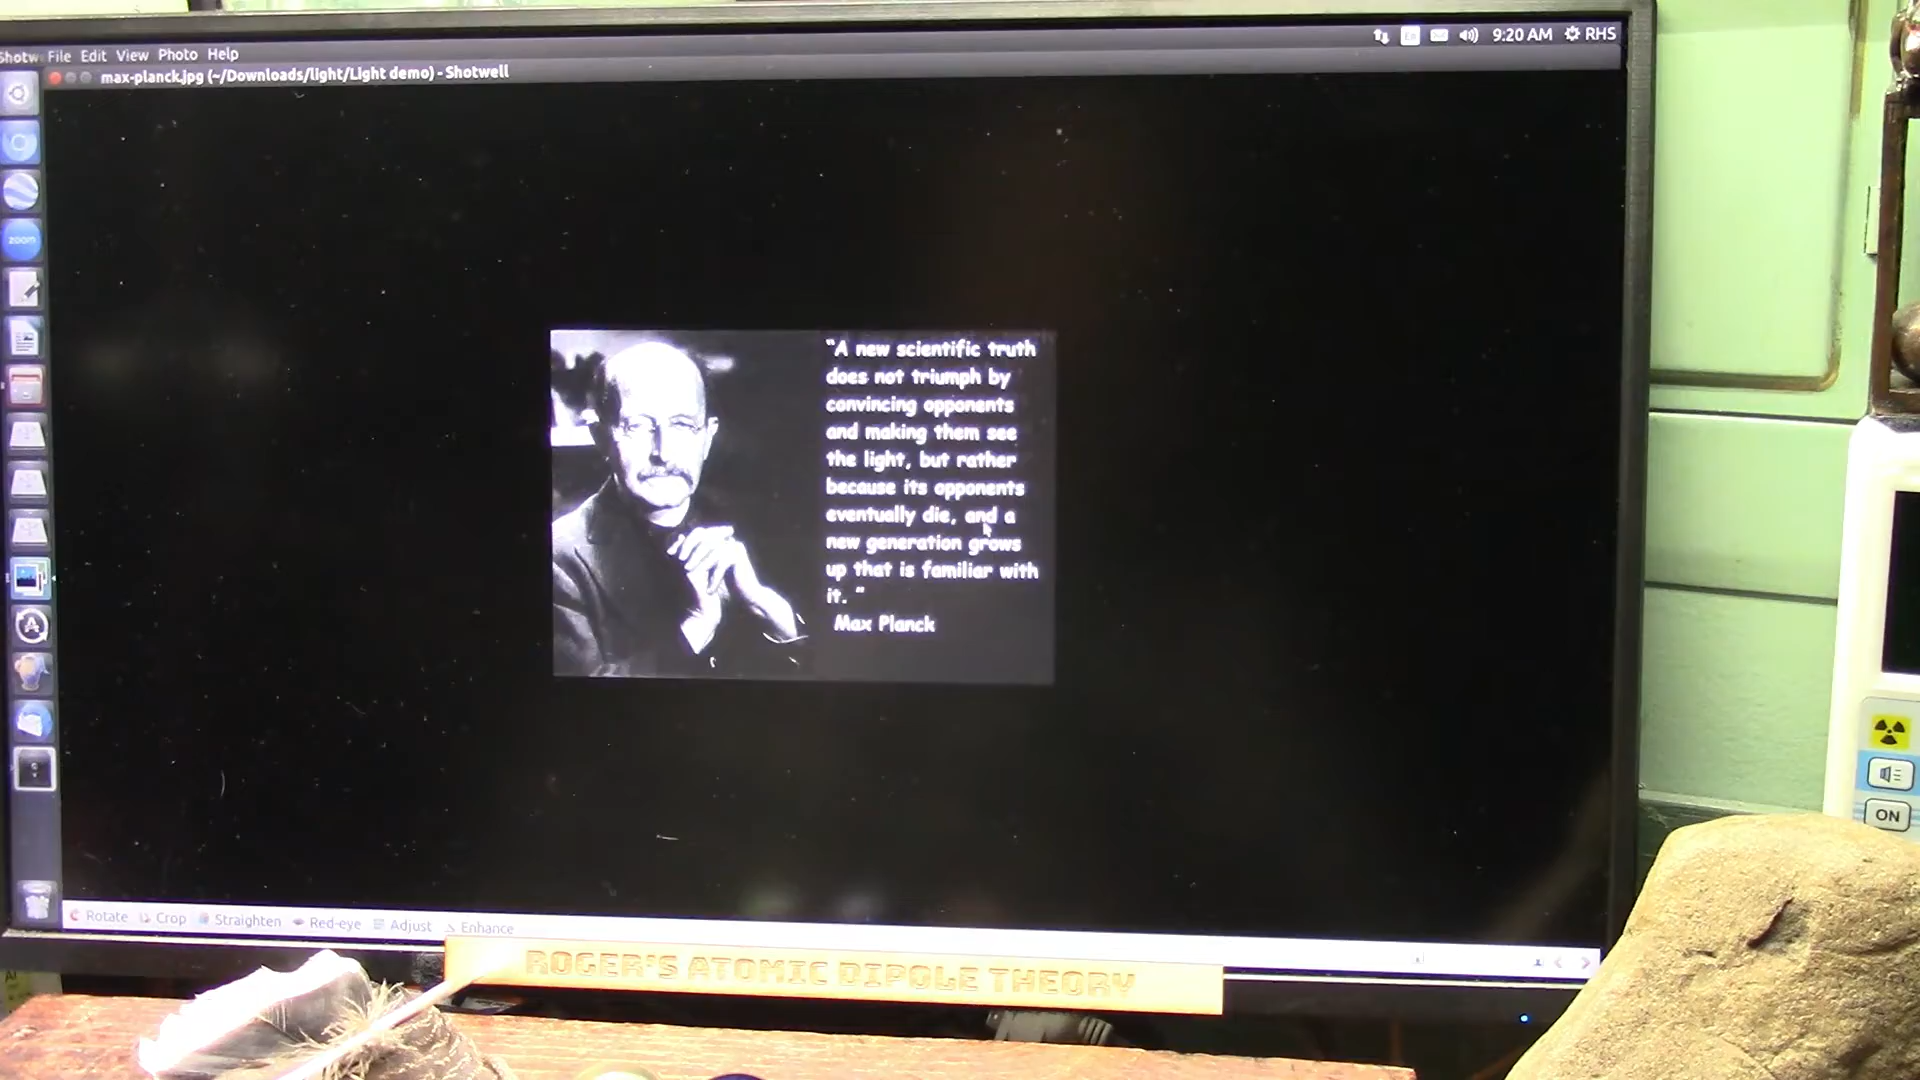 Shotw File Edit View Photo Help
9:20 AM RHS
max-planck.jpg (~/Downloads/light/Light demo) - Shotwell
zoom
"A new scientific truth
does not triumph by
convincing opponents
and making them see
the light, but rather
because its opponents
eventually die, and a
new generation grows
up that is familiar with
it. "
Max Planck
ON
Rotate Crop Straighten Red-eye Adjust Enhance
ROGER'S ATOMIC DIPOLE THEORY